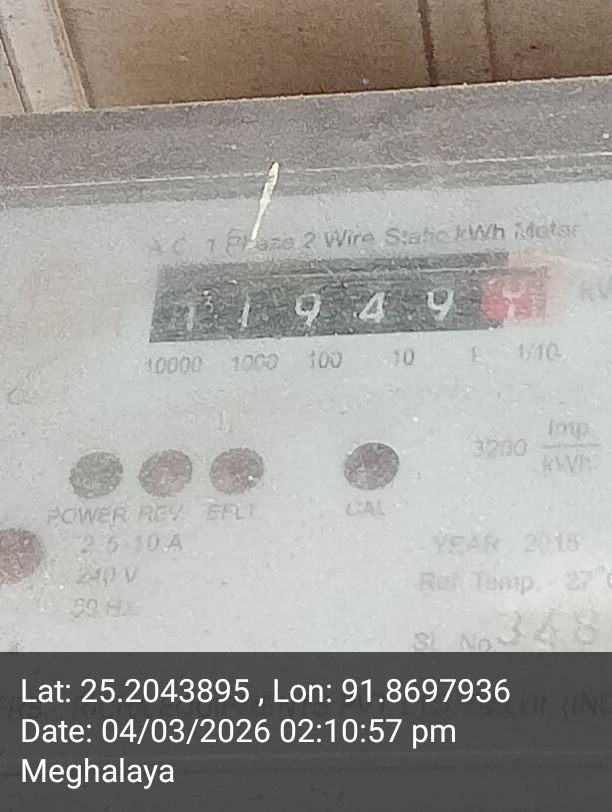 A C 1 Phase 2 Wire Static kWh Meter
1 1 9 4 9
10000 1000 100 10 1 1/10
3200 Imp
kWh
POWER REV EFLT CAL
2.5-10 A
240 V
50 Hz
YEAR 2015
Ref. Temp. 27°C
SL. No. 348
Lat: 25.2043895 , Lon: 91.8697936
Date: 04/03/2026 02:10:57 pm
Meghalaya